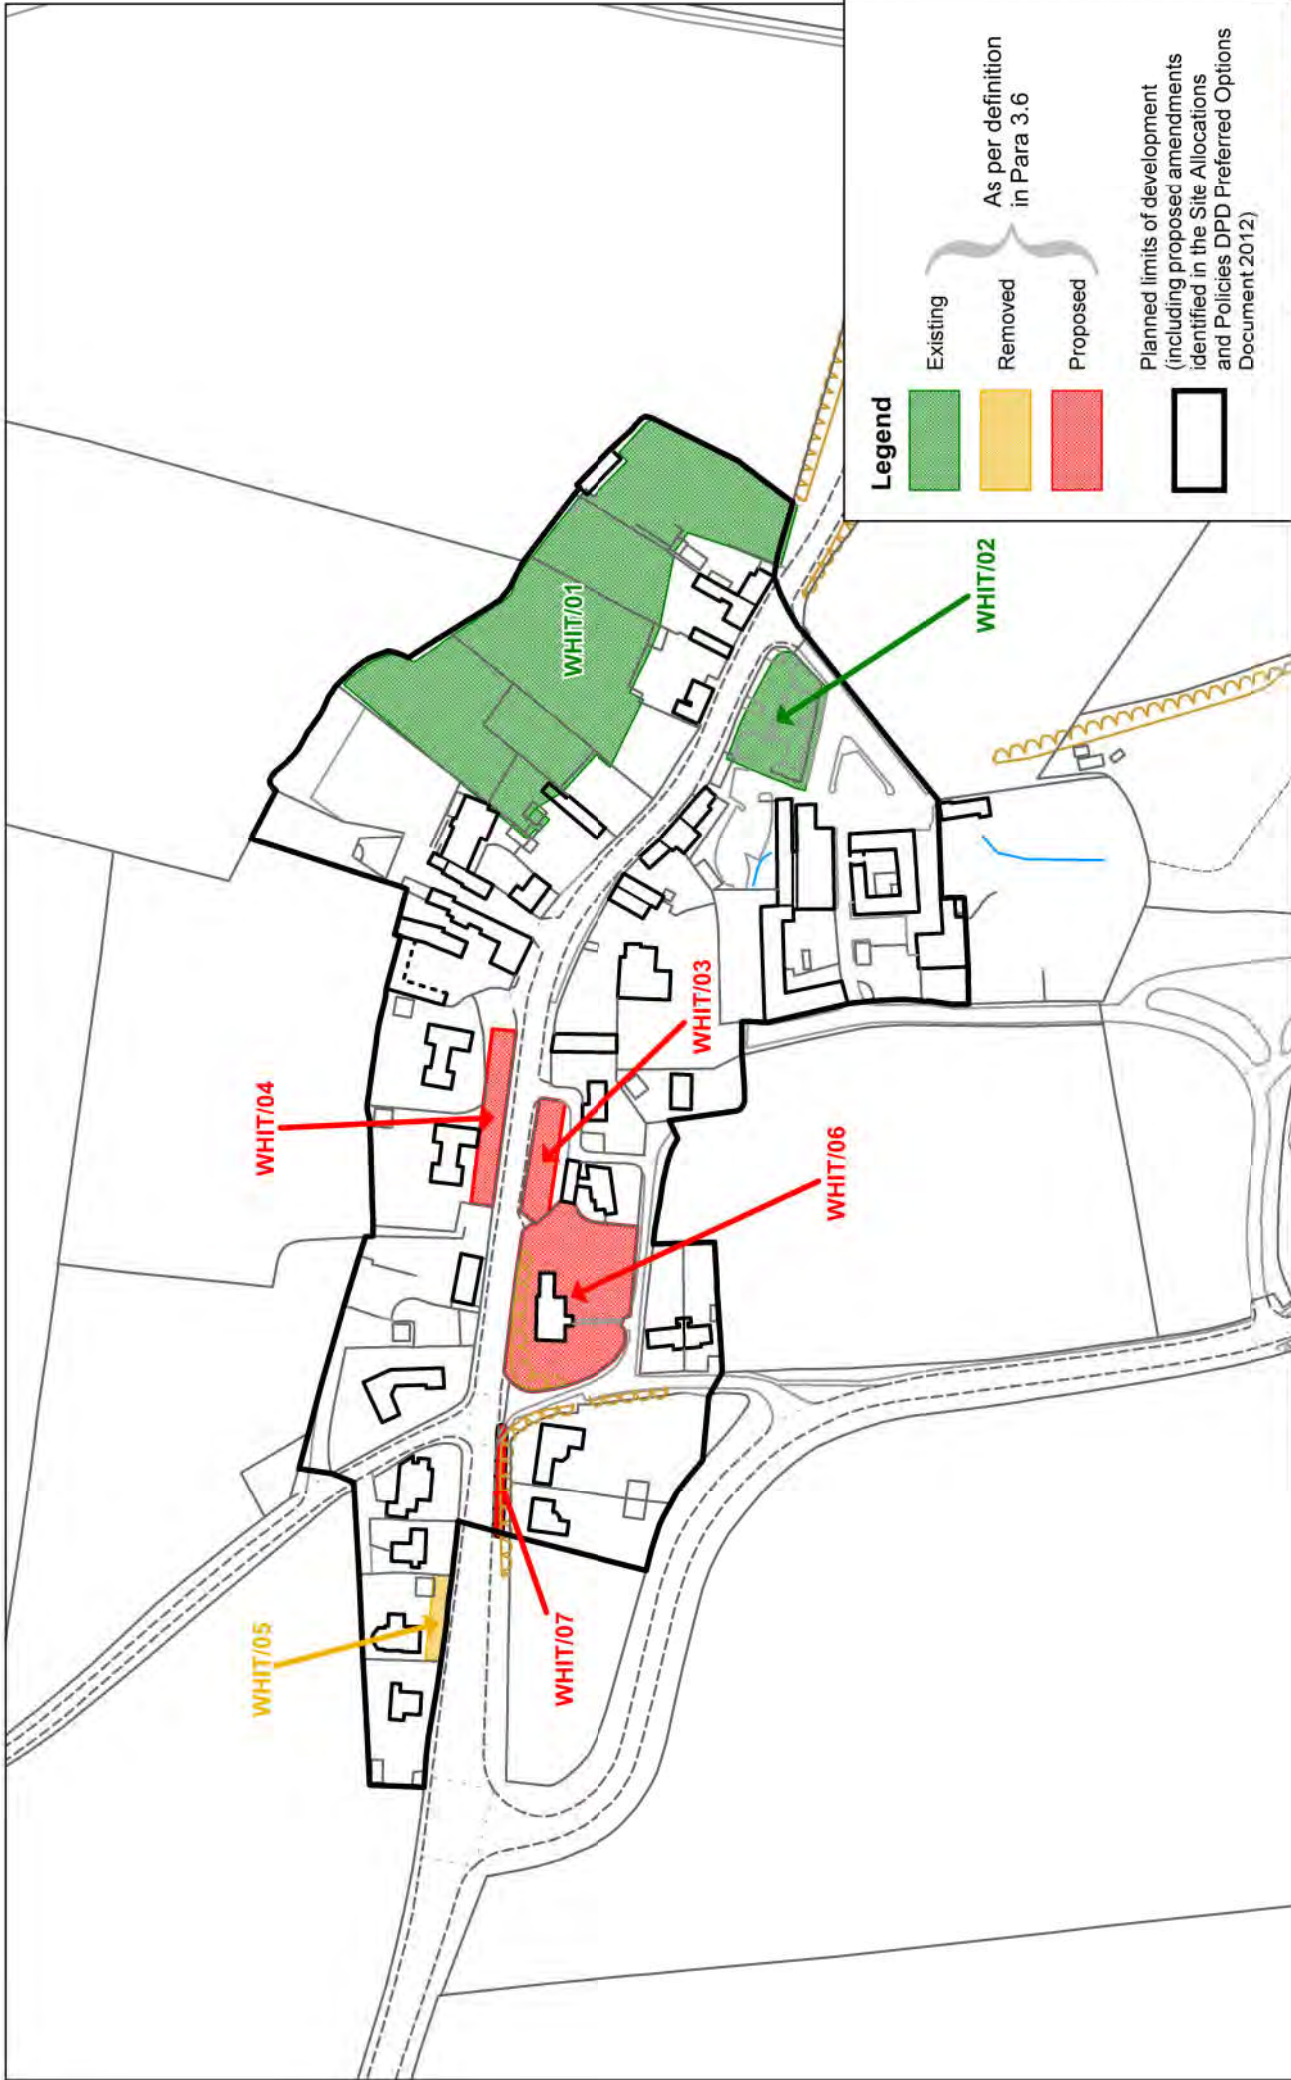 WHIT/05
WHIT/04
WHIT/01
WHIT/07
WHIT/06
WHIT/03
WHIT/02
Legend
Existing
Removed
Proposed
As per definition
in Para 3.6
Planned limits of development
(including proposed amendments
identified in the Site Allocations
and Policies DPD Preferred Options
Document 2012)